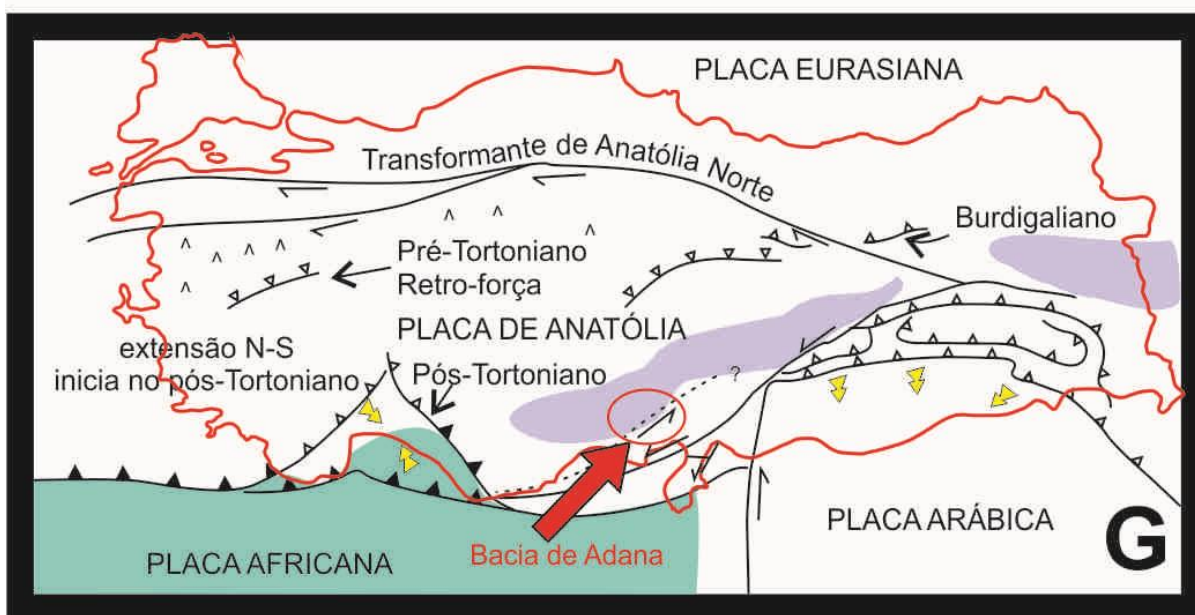 PLACA EURASIANA
Transformante de Anatólia Norte
Burdigaliano
Pré-Tortoniano
Retro-força
PLACA DE ANATÓLIA
extensão N-S
inicia no pós-Tortoniano
Pós-Tortoniano
?
PLACA ARÁBICA
G
Bacia de Adana
PLACA AFRICANA